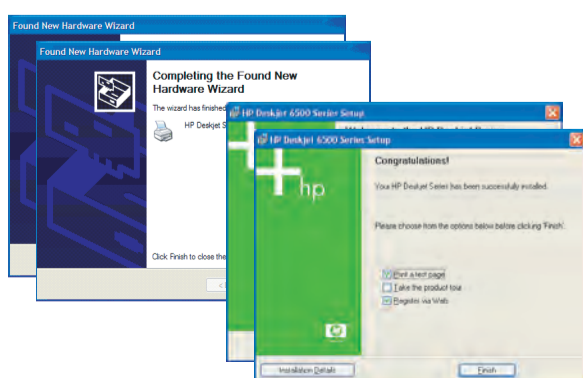 Found New Hardware Wizard
Found New Hardware Wizard
Completing the Found New
Hardware Wizard
The wizard has finished
HP Deskjet S
Click Finish to close the
HP Deskjet 6500 Series Setup
HP Deskjet 6500 Series Setup
hp
Congratulations!
Your HP Deskjet Series has been successfully installed.
Please choose from the options below before clicking 'Finish'.
Print a test page
Take the product tour
Register via Web
hp
Installation Details
Finish